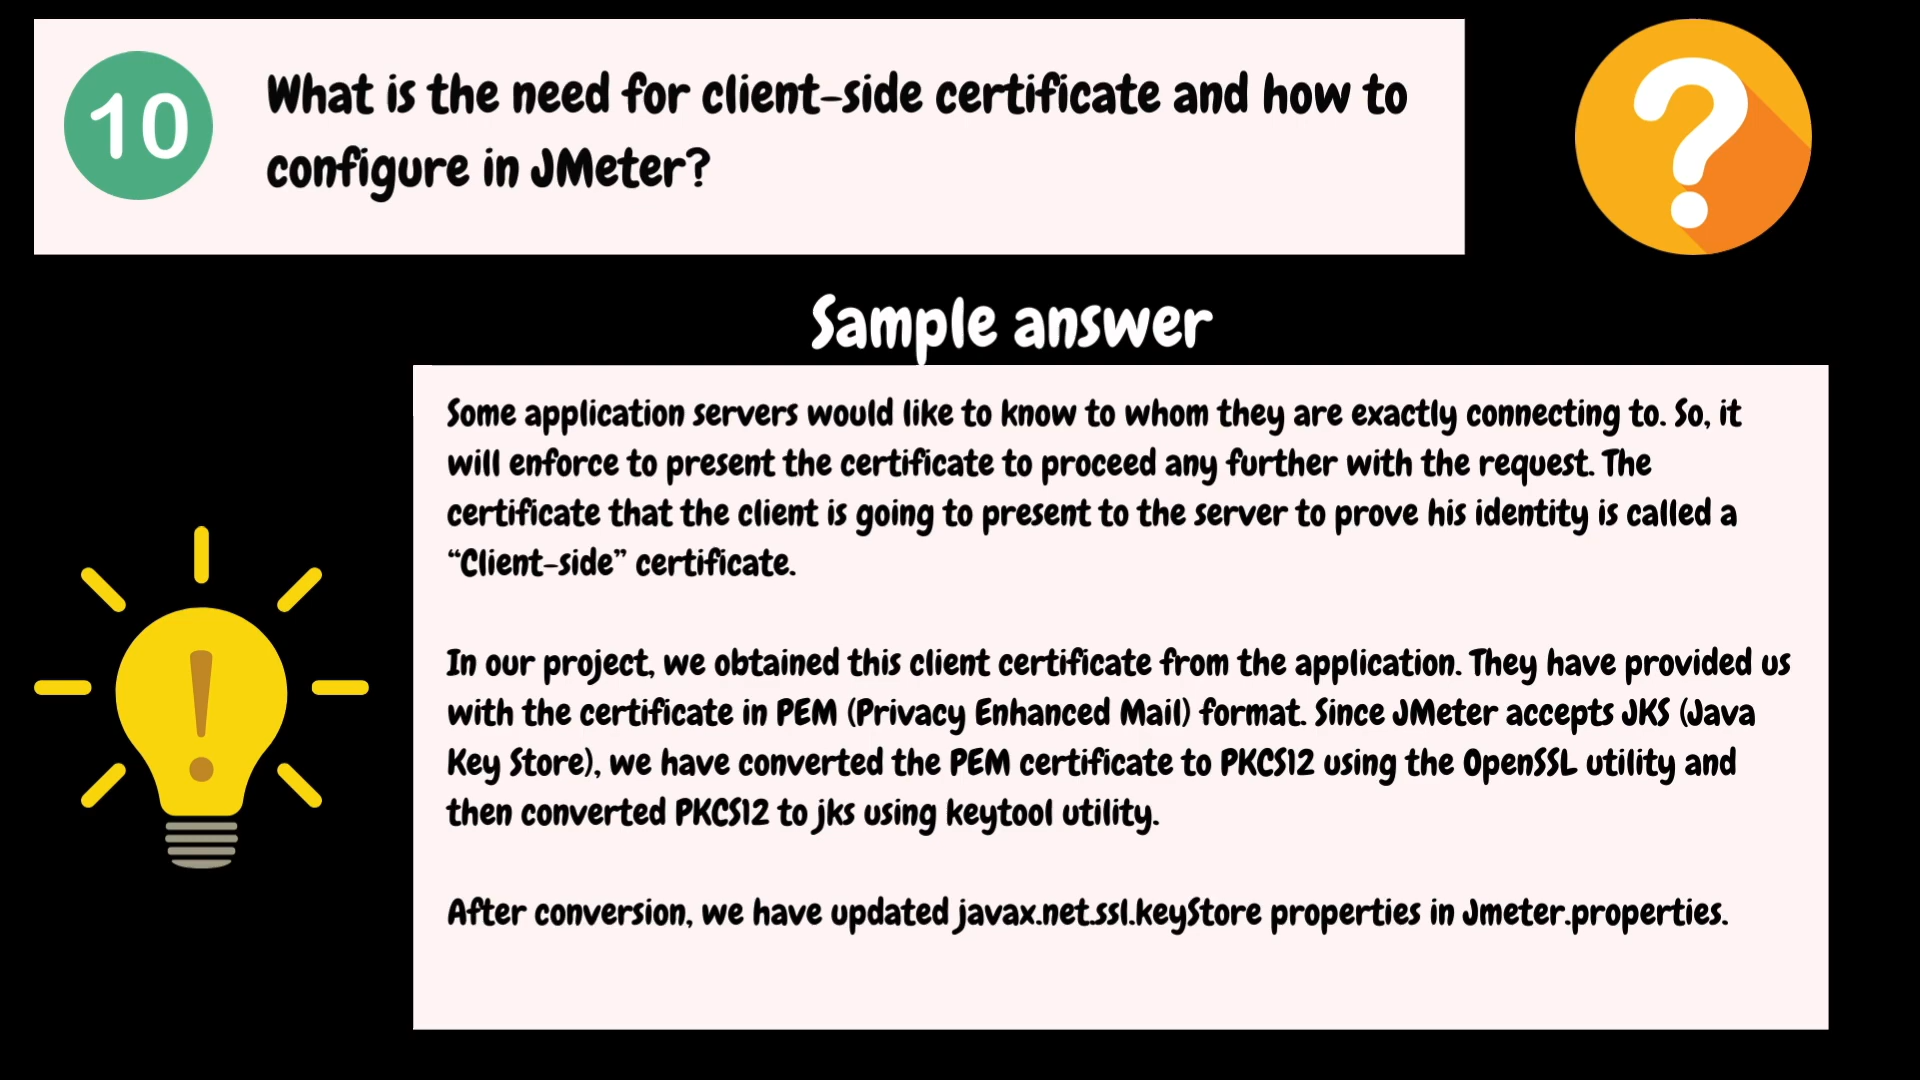 10
What is the need for client-side certificate and how to
configure in JMeter?
?
Sample answer
Some application servers would like to know to whom they are exactly connecting to. So, it
will enforce to present the certificate to proceed any further with the request. The
certificate that the client is going to present to the server to prove his identity is called a
“Client-side” certificate.
In our project, we obtained this client certificate from the application. They have provided us
with the certificate in PEM (Privacy Enhanced Mail) format. Since JMeter accepts JKS (Java
Key Store), we have converted the PEM certificate to PKCS12 using the OpenSSL utility and
then converted PKCS12 to jks using keytool utility.
After conversion, we have updated javax.net.ssl.keyStore properties in Jmeter.properties.
!